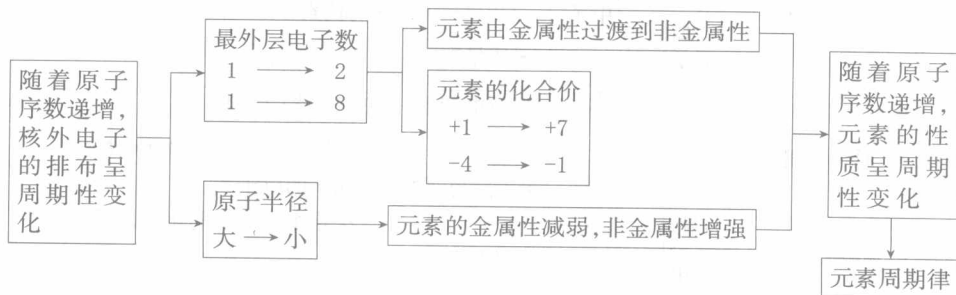 随着原子
序数递增,
核外电子
的排布呈
周期性变
化
最外层电子数
1 ⟶ 2
1 ⟶ 8
原子半径
大⟶小
元素由金属性过渡到非金属性
元素的化合价
+1 ⟶ +7
-4 ⟶ -1
元素的金属性减弱,非金属性增强
随着原子
序数递增,
元素的性
质呈周期
性变化
元素周期律